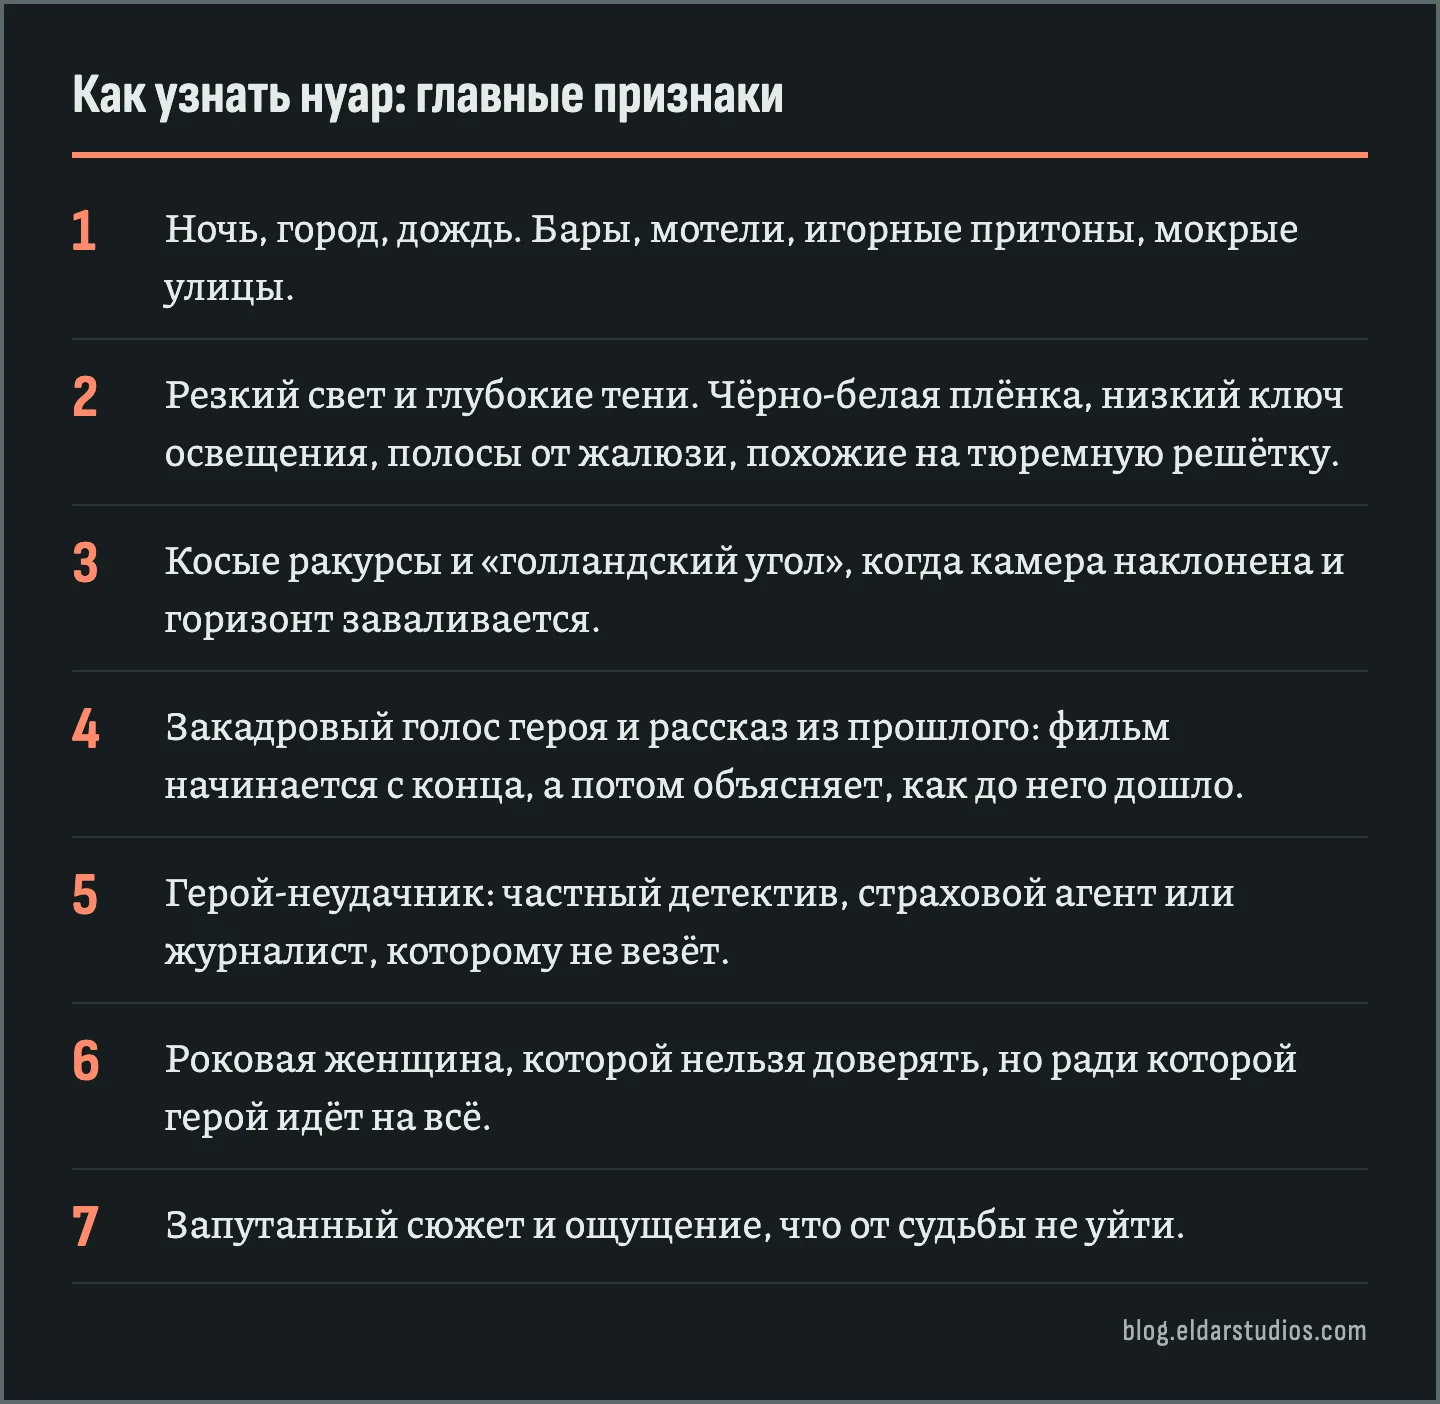 Как узнать нуар: главные признаки
1 Ночь, город, дождь. Бары, мотели, игорные притоны, мокрые
улицы.
2 Резкий свет и глубокие тени. Чёрно-белая плёнка, низкий ключ
освещения, полосы от жалюзи, похожие на тюремную решётку.
3 Косые ракурсы и «голландский угол», когда камера наклонена и
горизонт заваливается.
4 Закадровый голос героя и рассказ из прошлого: фильм
начинается с конца, а потом объясняет, как до него дошло.
5 Герой-неудачник: частный детектив, страховой агент или
журналист, которому не везёт.
6 Роковая женщина, которой нельзя доверять, но ради которой
герой идёт на всё.
7 Запутанный сюжет и ощущение, что от судьбы не уйти.
blog.eldarstudios.com